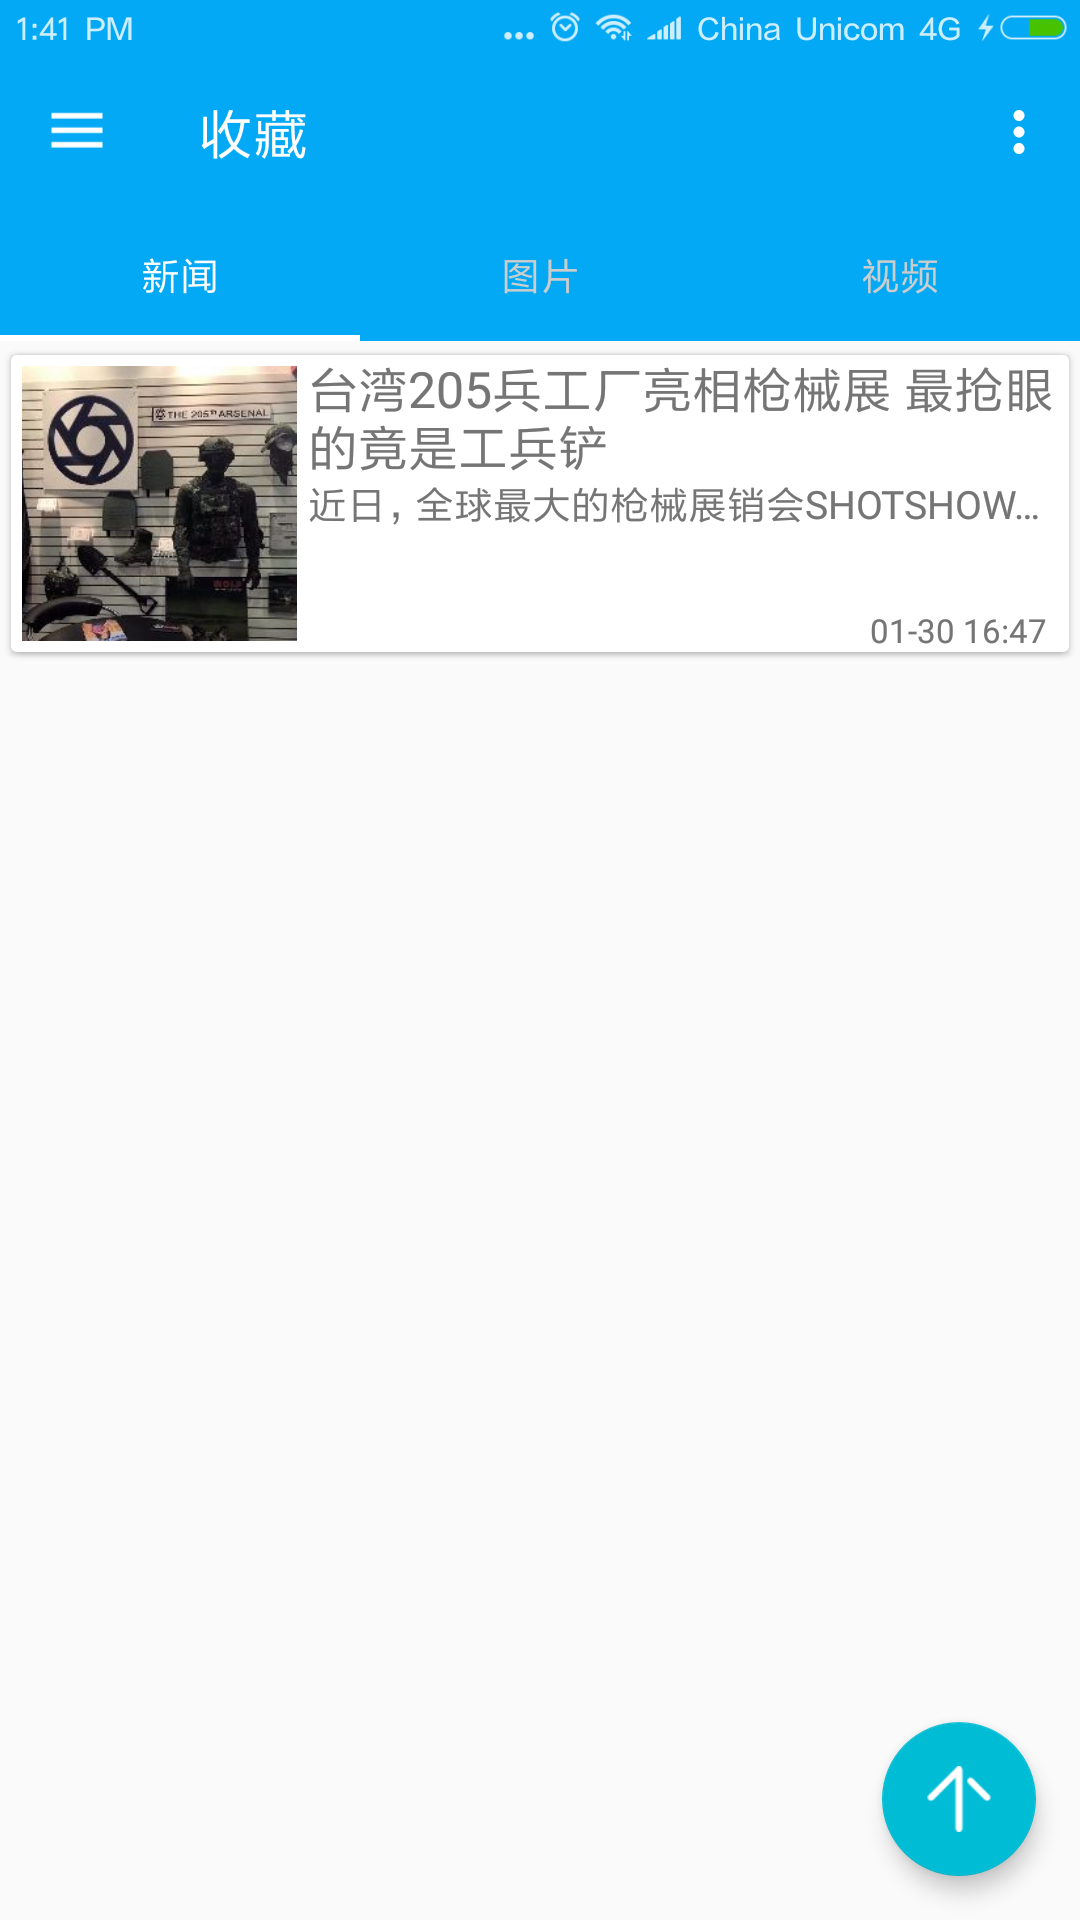 1:41 PM
China Unicom 4G
收藏
新闻
图片
视频
THE 205TH ARSENAL
台湾205兵工厂亮相枪械展 最抢眼
的竟是工兵铲
近日，全球最大的枪械展销会SHOTSHOW...
01-30 16:47